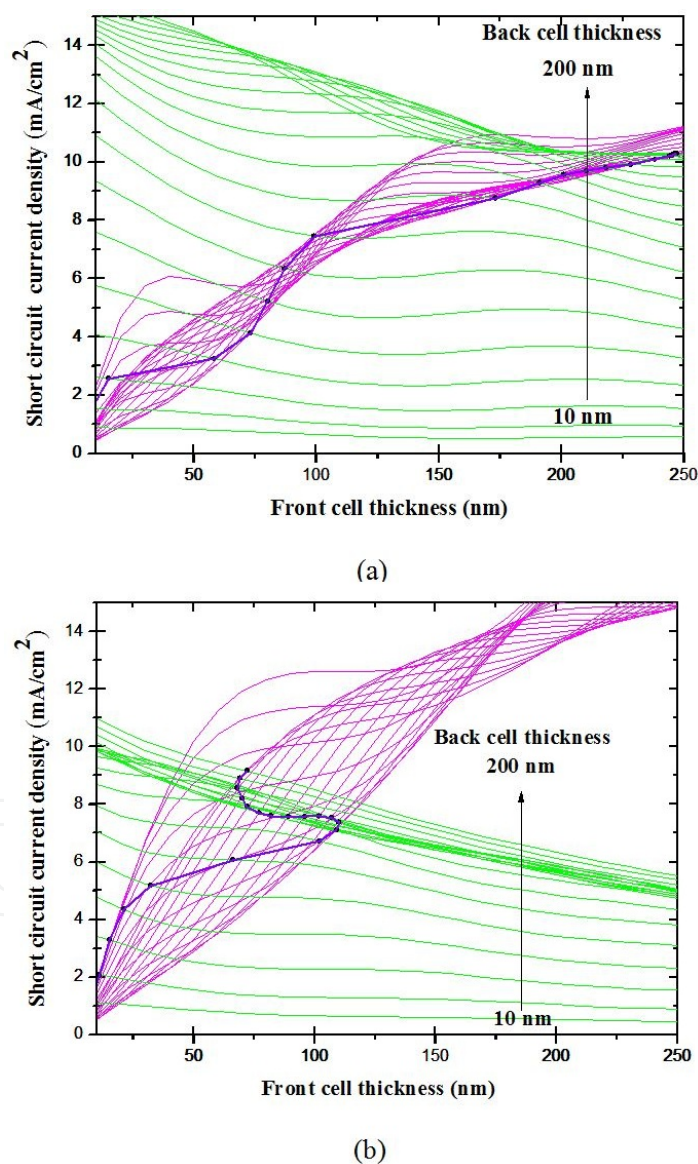 Back cell thickness
200 nm
10 nm
Short circuit current density (mA/cm²)
14
12
10
8
6
4
2
0
50
100
150
200
250
Front cell thickness (nm)
(a)
Back cell thickness
200 nm
10 nm
Short circuit current density (mA/cm²)
14
12
10
8
6
4
2
0
50
100
150
200
250
Front cell thickness (nm)
(b)